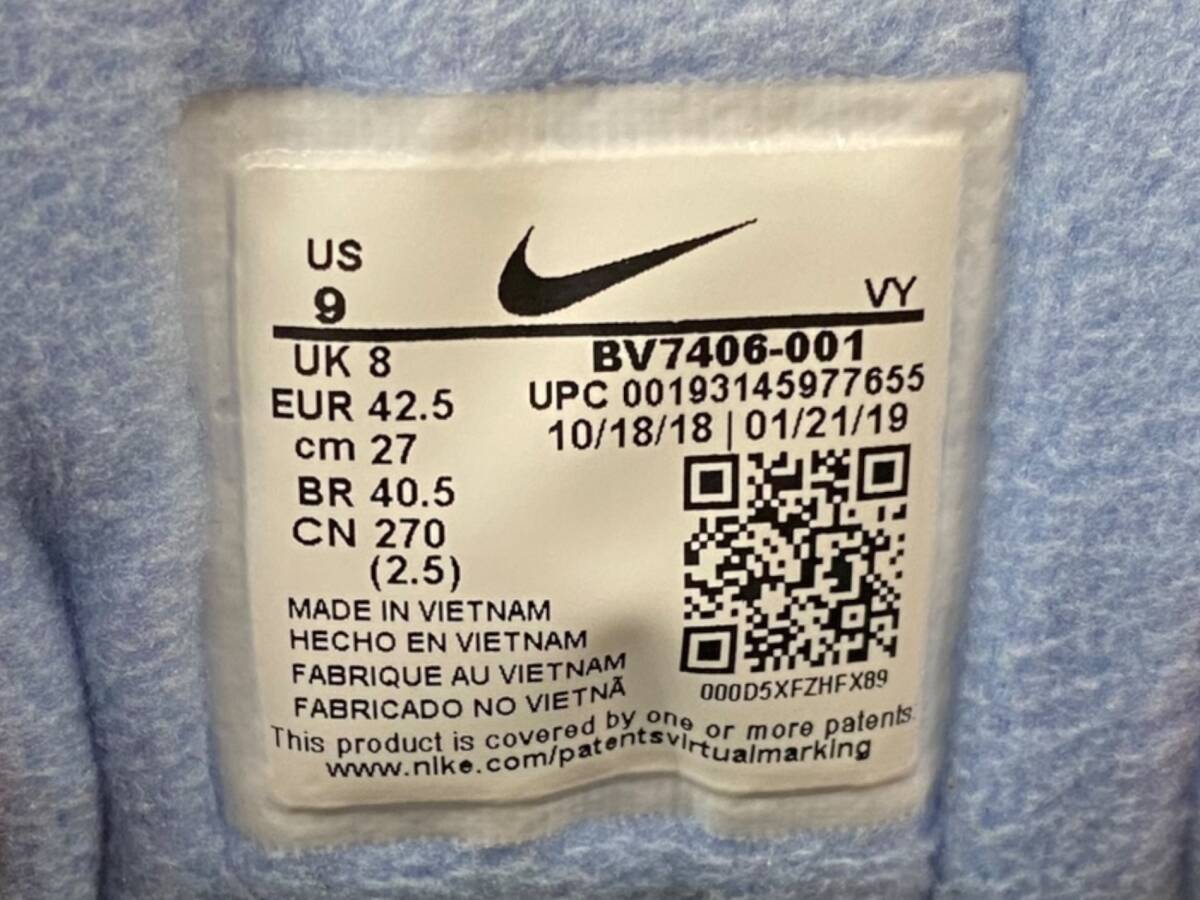 US
9
VY
UK 8
EUR 42.5
cm 27
BR 40.5
CN 270
(2.5)
BV7406-001
UPC 00193145977655
10/18/18 | 01/21/19
000D5XFZHFX89
MADE IN VIETNAM
HECHO EN VIETNAM
FABRIQUE AU VIETNAM
FABRICADO NO VIETNÃ
This product is covered by one or more patents.
www.nike.com/patentsvirtualmarking